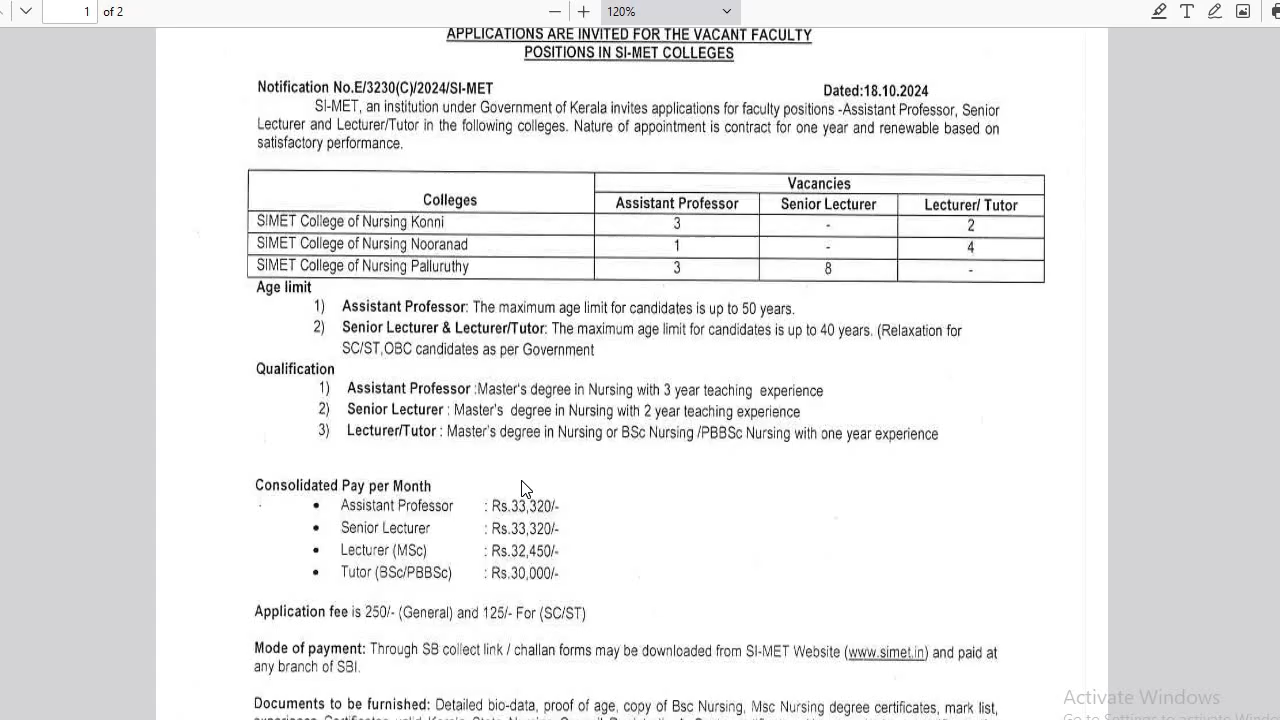 1 of 2 120%
APPLICATIONS ARE INVITED FOR THE VACANT FACULTY
POSITIONS IN SI-MET COLLEGES
Notification No.E/3230(C)/2024/SI-MET Dated:18.10.2024
SI-MET, an institution under Government of Kerala invites applications for faculty positions -Assistant Professor, Senior
Lecturer and Lecturer/Tutor in the following colleges. Nature of appointment is contract for one year and renewable based on
satisfactory performance.
Vacancies
Colleges Assistant Professor Senior Lecturer Lecturer/ Tutor
SIMET College of Nursing Konni 3 - 2
SIMET College of Nursing Nooranad 1 - 4
SIMET College of Nursing Palluruthy 3 8 -
Age limit
1) Assistant Professor: The maximum age limit for candidates is up to 50 years.
2) Senior Lecturer & Lecturer/Tutor: The maximum age limit for candidates is up to 40 years. (Relaxation for
SC/ST,OBC candidates as per Government
Qualification
1) Assistant Professor :Master's degree in Nursing with 3 year teaching experience
2) Senior Lecturer : Master's degree in Nursing with 2 year teaching experience
3) Lecturer/Tutor : Master's degree in Nursing or BSc Nursing /PBBSc Nursing with one year experience
Consolidated Pay per Month
• Assistant Professor : Rs.33,320/-
• Senior Lecturer : Rs.33,320/-
• Lecturer (MSc) : Rs.32,450/-
• Tutor (BSc/PBBSc) : Rs.30,000/-
Application fee is 250/- (General) and 125/- For (SC/ST)
Mode of payment: Through SB collect link / challan forms may be downloaded from SI-MET Website (www.simet.in) and paid at
any branch of SBI.
Documents to be furnished: Detailed bio-data, proof of age, copy of Bsc Nursing, Msc Nursing degree certificates, mark list,
Activate Windows